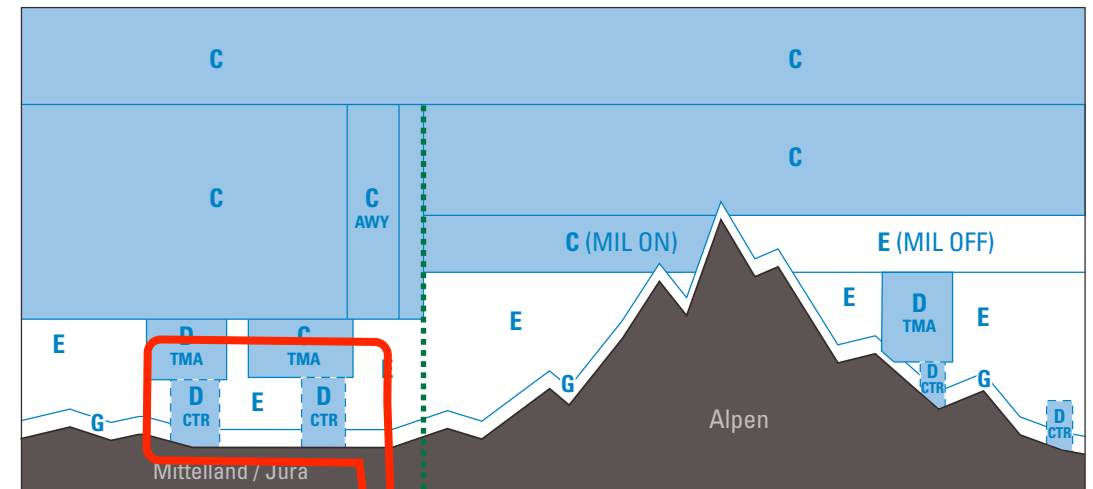 C
C
C
C
C
AWY
C (MIL ON)
E (MIL OFF)
E
D
TMA
C
TMA
E
E
E
D
TMA
E
G
D
CTR
E
D
CTR
G
D
CTR
G
D
CTR
Alpen
Mittelland / Jura